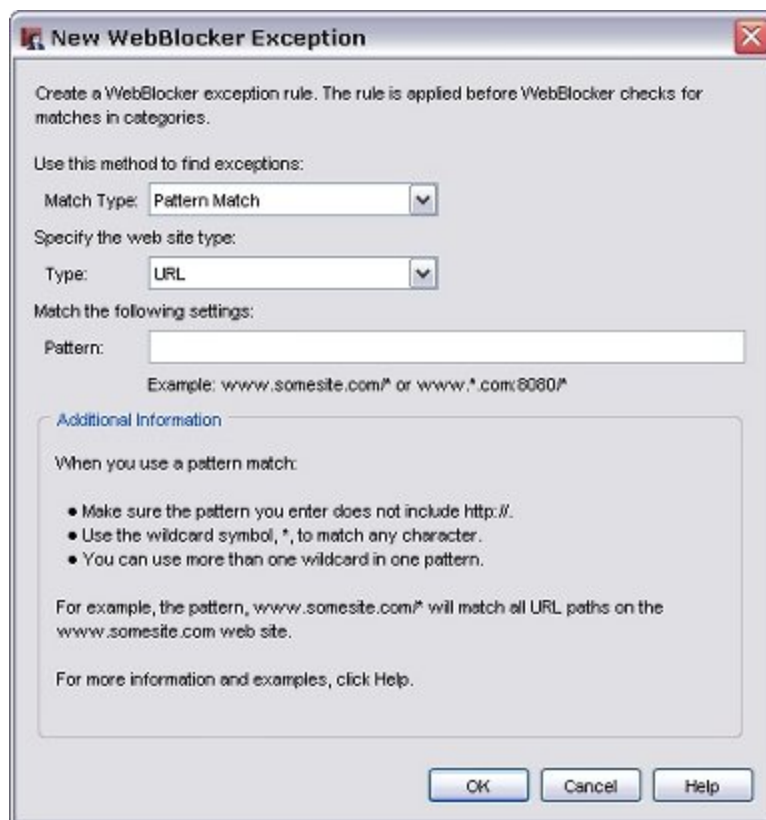 New WebBlocker Exception
Create a WebBlocker exception rule. The rule is applied before WebBlocker checks for
matches in categories.
Use this method to find exceptions:
Match Type: Pattern Match
Specify the web site type:
Type: URL
Match the following settings:
Pattern:
Example: www.somesite.com/* or www.*.com:8080/*
Additional Information
When you use a pattern match:
● Make sure the pattern you enter does not include http://.
● Use the wildcard symbol, *, to match any character.
● You can use more than one wildcard in one pattern.
For example, the pattern, www.somesite.com/* will match all URL paths on the
www.somesite.com web site.
For more information and examples, click Help.
OK Cancel Help